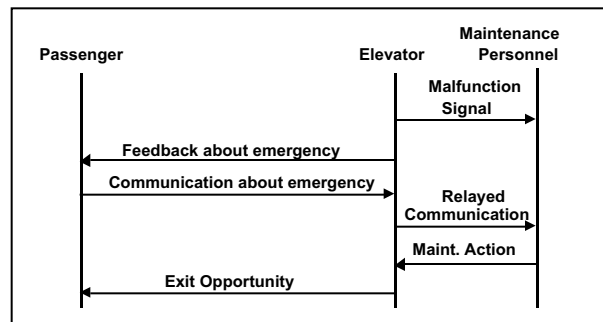 Passenger
Elevator
Maintenance
Personnel
Malfunction
Signal
Feedback about emergency
Communication about emergency
Relayed
Communication
Maint. Action
Exit Opportunity